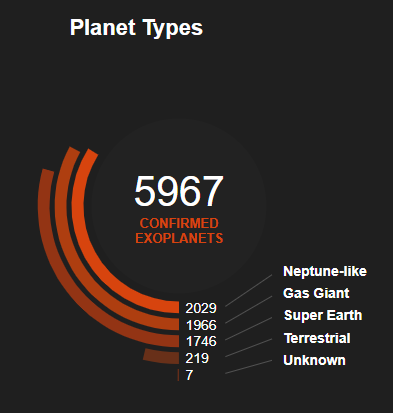 Planet Types
5967
CONFIRMED
EXOPLANETS
Neptune-like
Gas Giant
Super Earth
Terrestrial
Unknown
2029
1966
1746
219
7